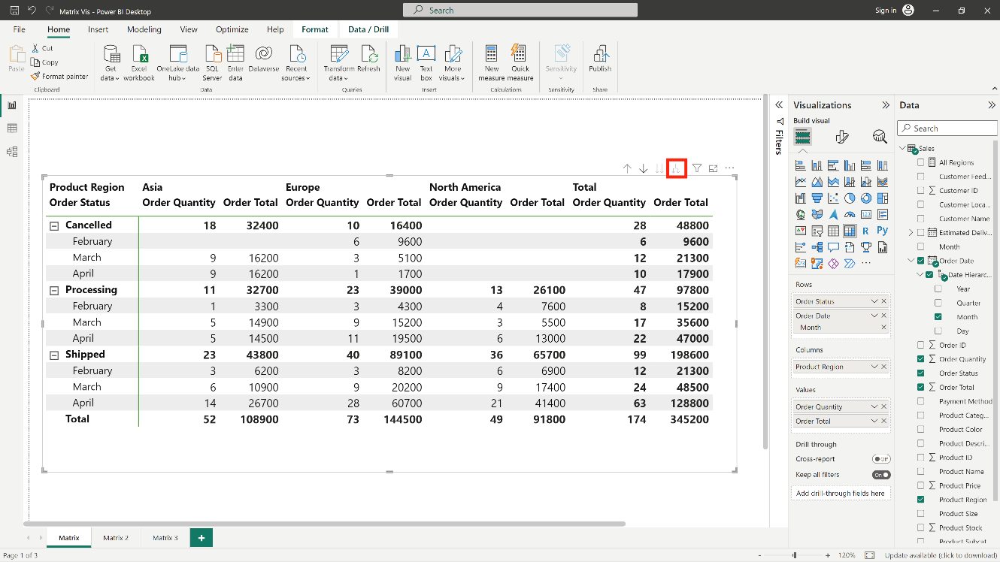 Matrix Vis - Power BI Desktop
Search
Sign in
File Home Insert Modeling View Optimize Help Format Data / Drill
Paste
Cut
Copy
Format painter
Clipboard
Get data
Excel workbook
OneLake data hub
SQL Server
Enter data
Dataverse
Recent sources
Data
Transform data
Refresh
Queries
New visual
Text box
More visuals
Insert
New measure
Quick measure
Calculations
Sensitivity
Sensitivity
Publish
Share
Product Region Asia Europe North America Total
Order Status Order Quantity Order Total Order Quantity Order Total Order Quantity Order Total Order Quantity Order Total
Cancelled 18 32400 10 16400 28 48800
February 6 9600 6 9600
March 9 16200 3 5100 12 21300
April 9 16200 1 1700 10 17900
Processing 11 32700 23 39000 13 26100 47 97800
February 1 3300 3 4300 4 7600 8 15200
March 5 14900 9 15200 3 5500 17 35600
April 5 14500 11 19500 6 13000 22 47000
Shipped 23 43800 40 89100 36 65700 99 198600
February 3 6200 3 8200 6 6900 12 21300
March 6 10900 9 20200 9 17400 24 48500
April 14 26700 28 60700 21 41400 63 128800
Total 52 108900 73 144500 49 91800 174 345200
Filters
Visualizations
Build visual
R
Py
123
Rows
Order Status
Order Date
Month
Columns
Product Region
Values
Order Quantity
Order Total
Drill through
Cross-report
Off
Keep all filters
On
Add drill-through fields here
Data
Search
Sales
All Regions
Customer Feed...
Customer ID
Customer Loca...
Customer Name
Estimated Deliv...
Month
Order Date
Date Hierarc...
Year
Quarter
Month
Day
Order ID
Order Quantity
Order Status
Order Total
Payment Method
Product Categ...
Product Color
Product Descri...
Product ID
Product Name
Product Price
Product Region
Product Size
Product Stock
Product Subcat
Matrix
Matrix 2
Matrix 3
+
Page 1 of 3
- + 120%
Update available (click to download)